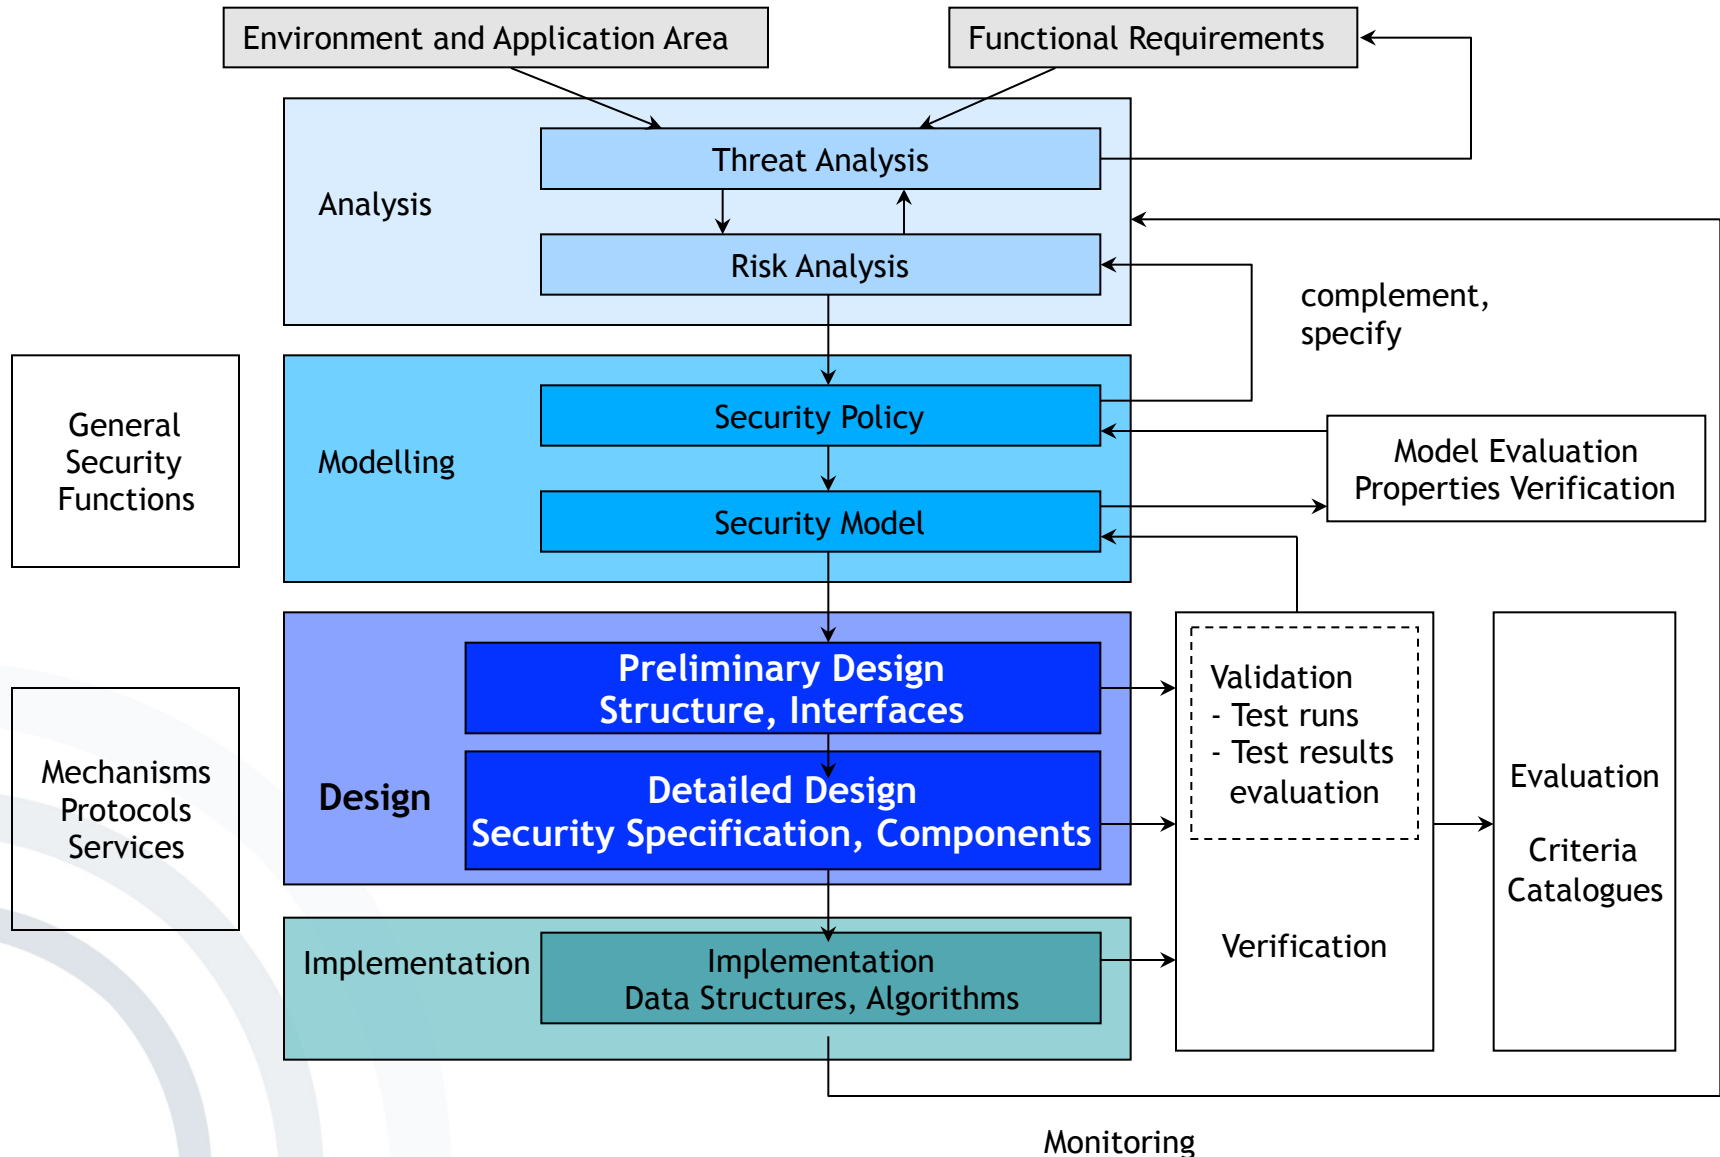 Environment and Application Area
Functional Requirements
Analysis
Threat Analysis
Risk Analysis
complement,
specify
General
Security
Functions
Modelling
Security Policy
Security Model
Model Evaluation
Properties Verification
Mechanisms
Protocols
Services
Design
Preliminary Design
Structure, Interfaces
Detailed Design
Security Specification, Components
Validation
- Test runs
- Test results
evaluation
Verification
Evaluation
Criteria
Catalogues
Implementation
Implementation
Data Structures, Algorithms
Monitoring